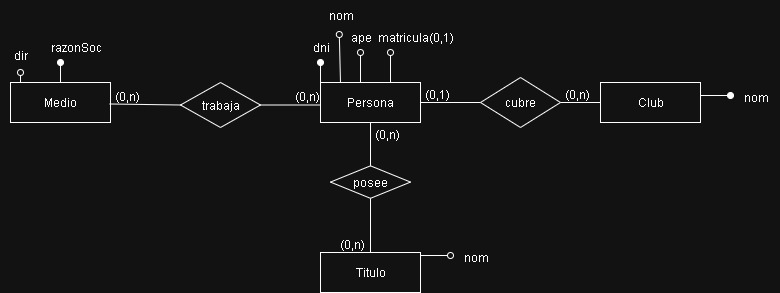 nom
ape
matricula(0,1)
dni
razonSoc
dir
Medio
(0,n)
trabaja
(0,n)
Persona
(0,1)
cubre
(0,n)
Club
nom
(0,n)
posee
(0,n)
Titulo
nom